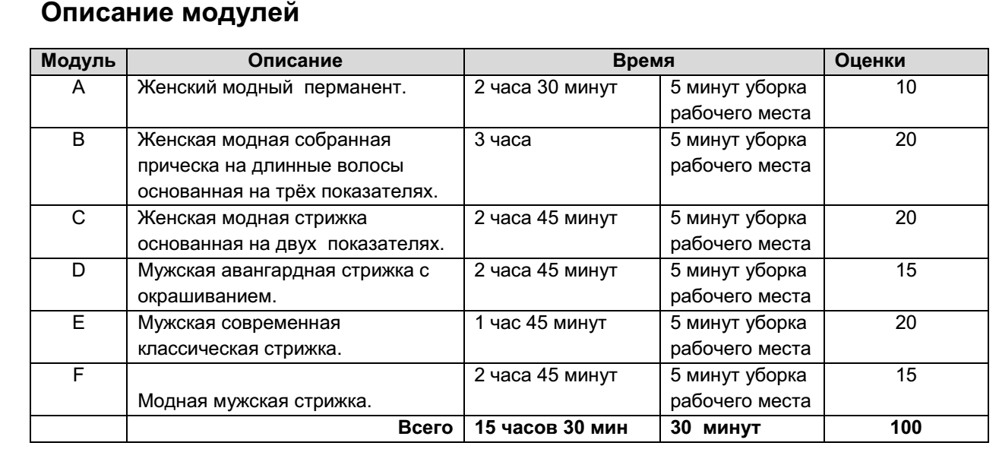 Описание модулей
Модуль Описание Время Оценки
A Женский модный перманент. 2 часа 30 минут 5 минут уборка 10
рабочего места
B Женская модная собранная 3 часа 5 минут уборка 20
прическа на длинные волосы рабочего места
основанная на трёх показателях.
C Женская модная стрижка 2 часа 45 минут 5 минут уборка 20
основанная на двух показателях. рабочего места
D Мужская авангардная стрижка с 2 часа 45 минут 5 минут уборка 15
окрашиванием. рабочего места
E Мужская современная 1 час 45 минут 5 минут уборка 20
классическая стрижка. рабочего места
F 2 часа 45 минут 5 минут уборка 15
Модная мужская стрижка. рабочего места
Всего 15 часов 30 мин 30 минут 100